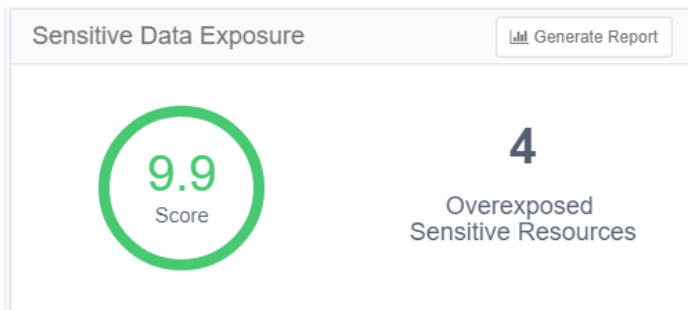 Sensitive Data Exposure
Generate Report
9.9
Score
4
Overexposed
Sensitive Resources